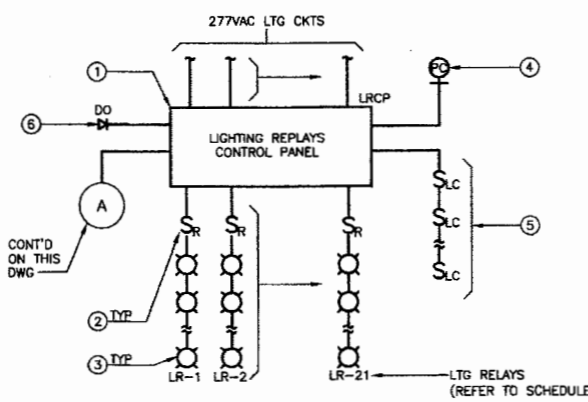 277VAC LTG CKTS
1
LRCP
PC
4
6
DO
LIGHTING REPLAYS
CONTROL PANEL
A
CONT'D
ON THIS
DWG
SR
SR
SR
SLC
SLC
SLC
5
2 TYP
3 TYP
LR-1
LR-2
LR-21
LTG RELAYS
(REFER TO SCHEDULE